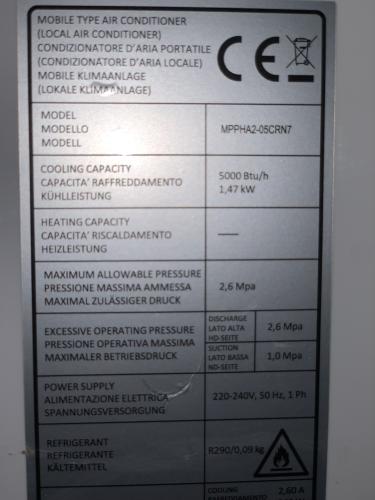 MOBILE TYPE AIR CONDITIONER
(LOCAL AIR CONDITIONER)
CONDIZIONATORE D'ARIA PORTATILE
(CONDIZIONATORE D'ARIA LOCALE)
MOBILE KLIMAANLAGE
(LOKALE KLIMAANLAGE)
CE
MODEL
MODELLO
MODELL
MPPHA2-05CRN7
COOLING CAPACITY
CAPACITA' RAFFREDDAMENTO
KÜHLLEISTUNG
5000 Btu/h
1,47 kW
HEATING CAPACITY
CAPACITA' RISCALDAMENTO
HEIZLEISTUNG
MAXIMUM ALLOWABLE PRESSURE
PRESSIONE MASSIMA AMMESSA
MAXIMAL ZULÄSSIGER DRUCK
2,6 Mpa
EXCESSIVE OPERATING PRESSURE
PRESSIONE OPERATIVA MASSIMA
MAXIMALER BETRIEBSDRUCK
DISCHARGE
LATO ALTA
HD-SEITE
2,6 Mpa
SUCTION
LATO BASSA
ND-SEITE
1,0 Mpa
POWER SUPPLY
ALIMENTAZIONE ELETTRICA
SPANNUNGSVERSORGUNG
220-240V, 50 Hz, 1 Ph
REFRIGERANT
REFRIGERANTE
KÄLTEMITTEL
R290/0,09 kg
COOLING
2,60 A